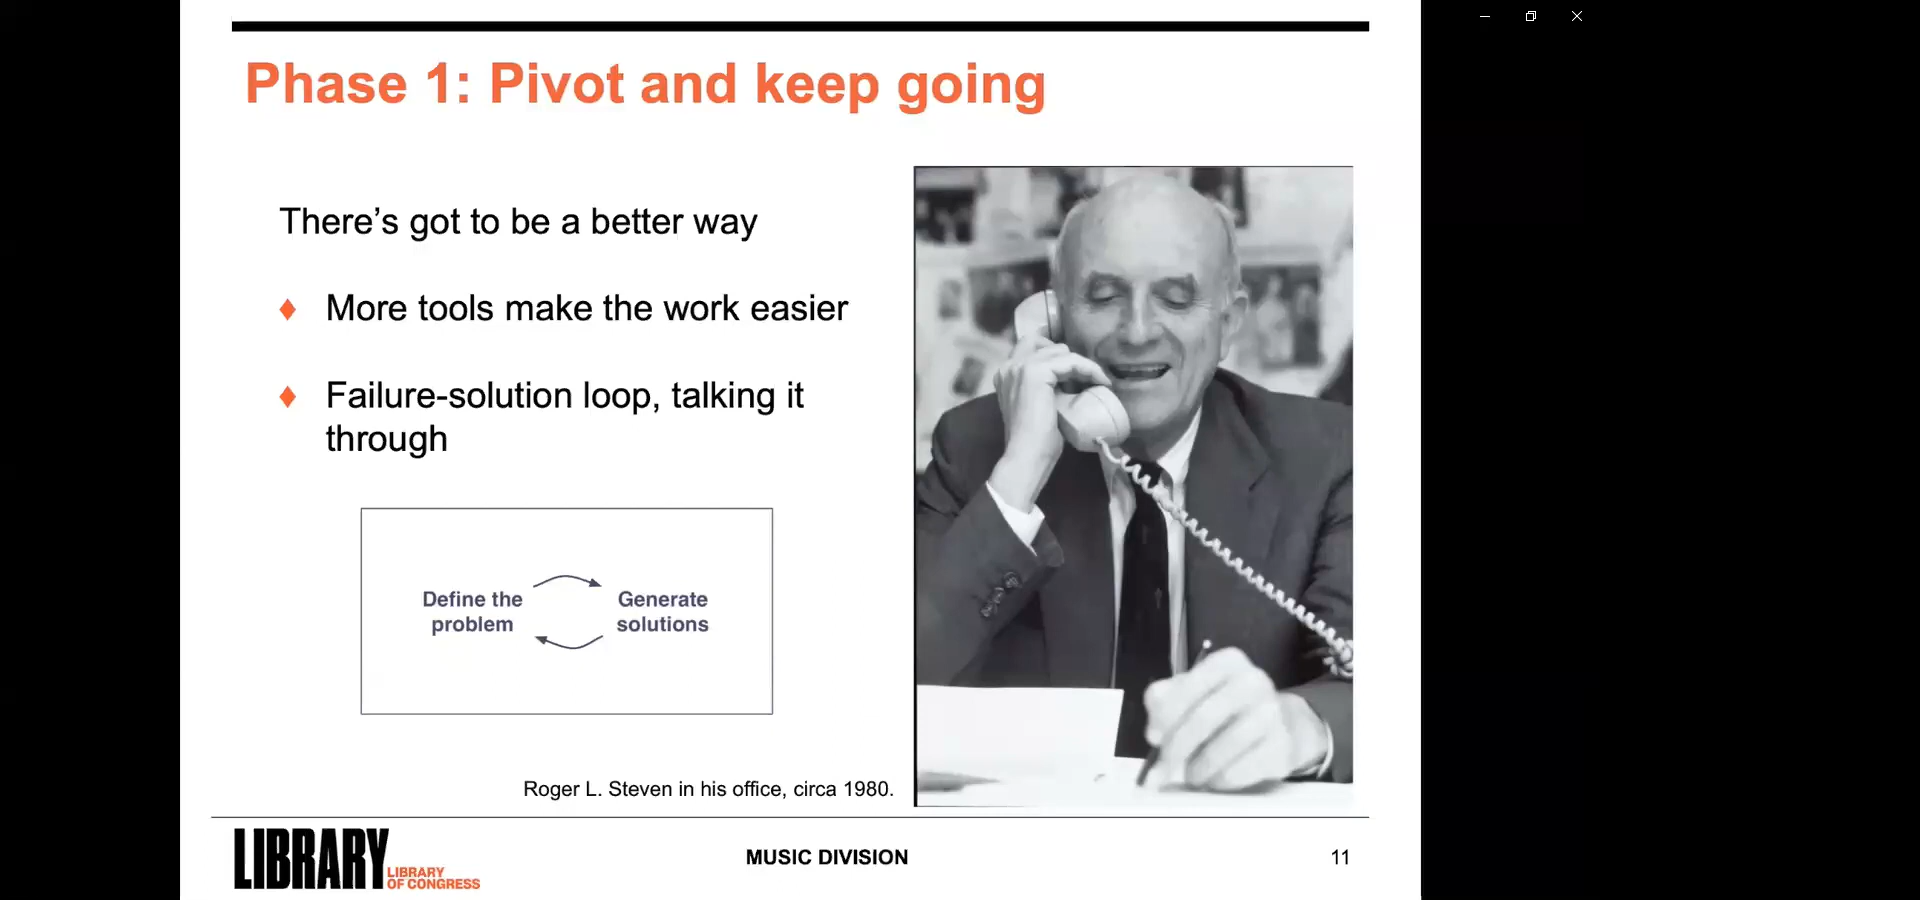 Phase 1: Pivot and keep going
There’s got to be a better way
♦ More tools make the work easier
♦ Failure-solution loop, talking it
through
Define the
problem
Generate
solutions
Roger L. Steven in his office, circa 1980.
LIBRARY
LIBRARY
OF CONGRESS
MUSIC DIVISION
11